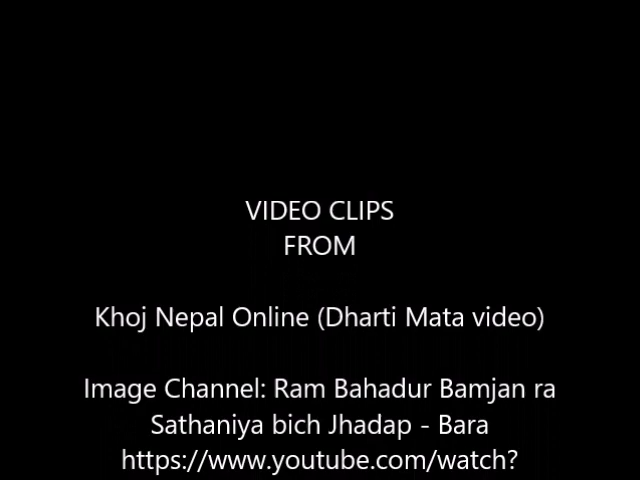 VIDEO CLIPS
FROM
Khoj Nepal Online (Dharti Mata video)
Image Channel: Ram Bahadur Bamjan ra
Sathaniya bich Jhadap - Bara
https://www.youtube.com/watch?